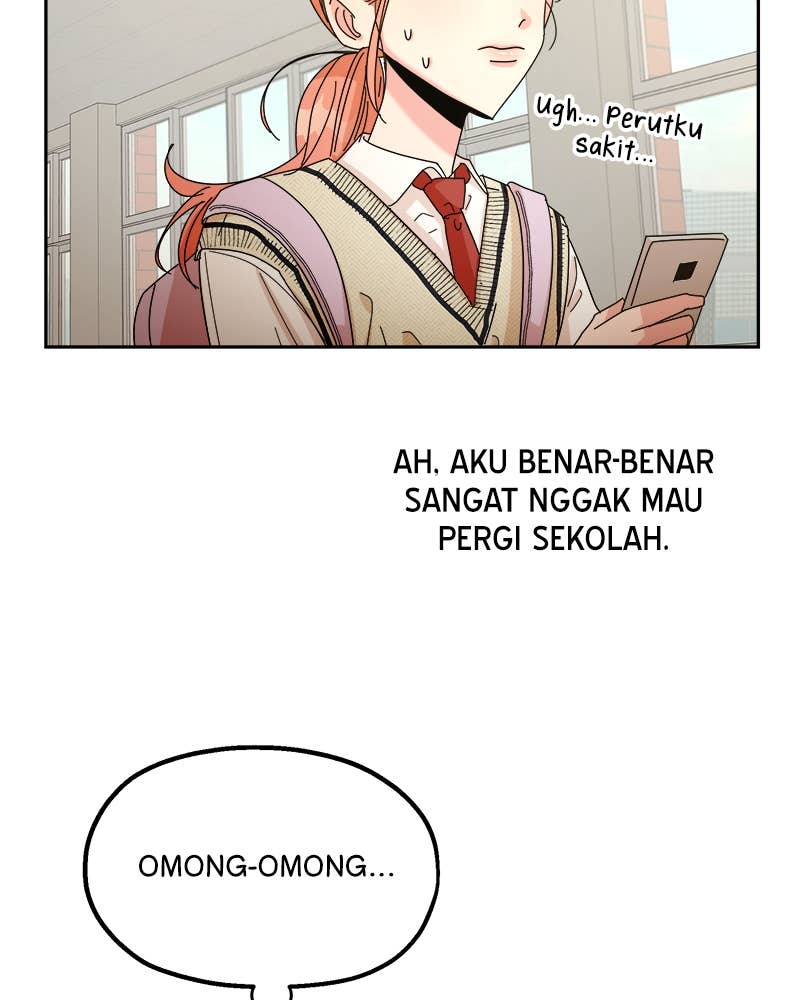 Ugh... Perutku
sakit...
AH, AKU BENAR-BENAR
SANGAT NGGAK MAU
PERGI SEKOLAH.
OMONG-OMONG...